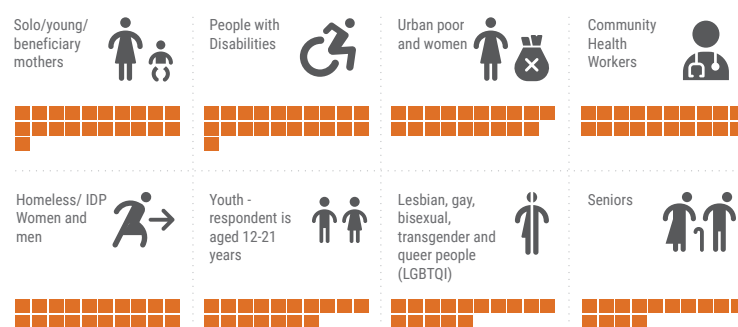 Solo/young/
beneficiary
mothers
People with
Disabilities
Urban poor
and women
Community
Health
Workers
Homeless/ IDP
Women and
men
Youth -
respondent is
aged 12-21
years
Lesbian, gay,
bisexual,
transgender and
queer people
(LGBTQI)
Seniors